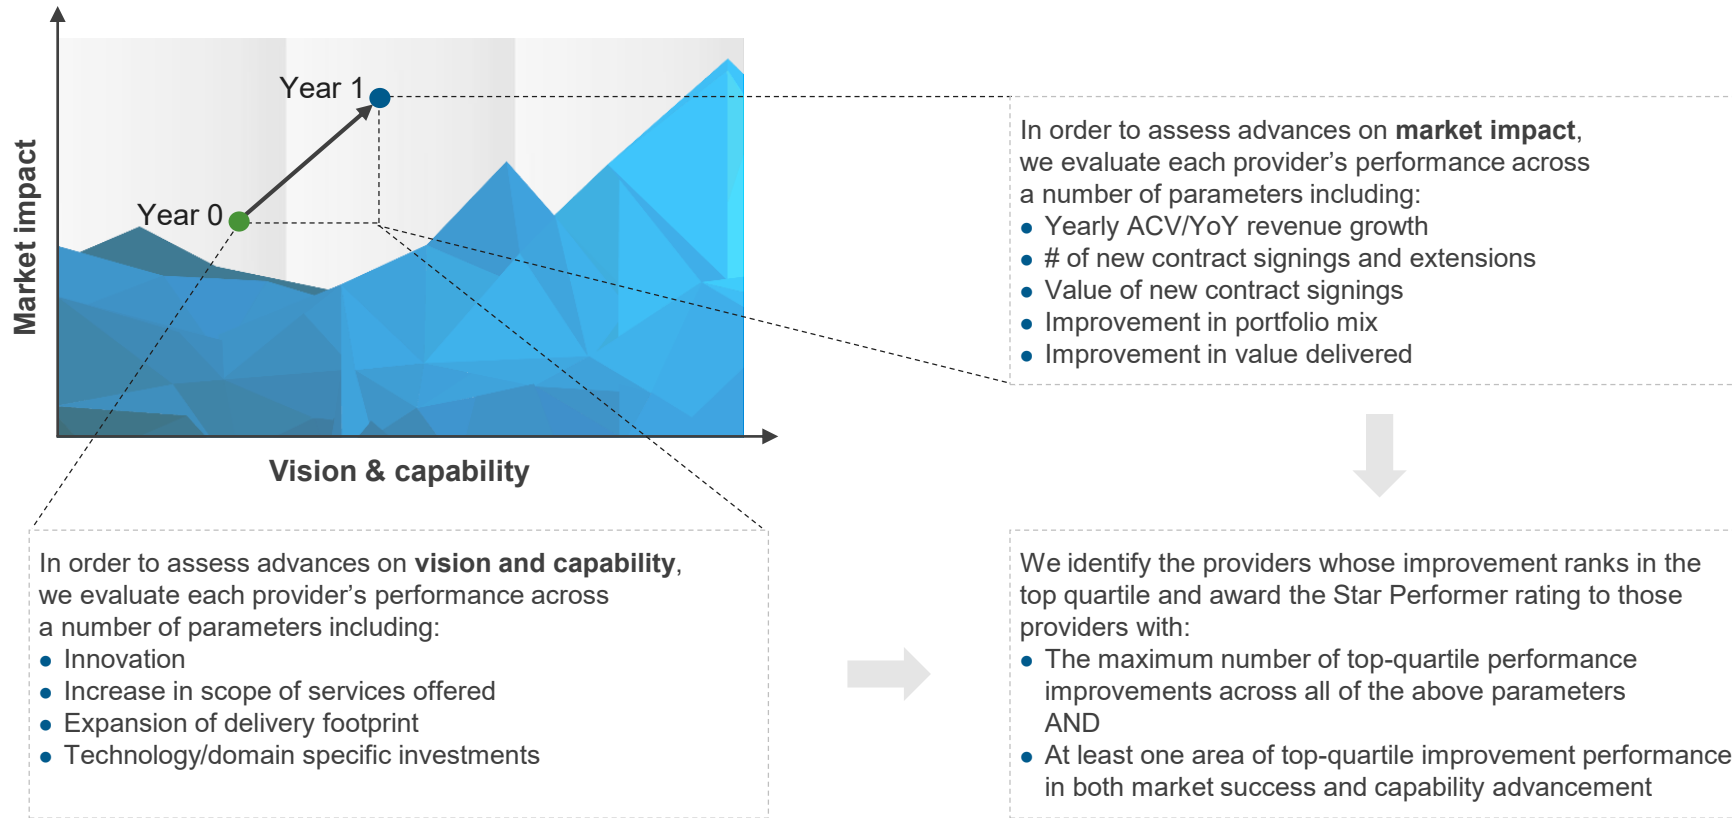 Year 1
Year 0
Market impact
Vision & capability
In order to assess advances on market impact,
we evaluate each provider’s performance across
a number of parameters including:
● Yearly ACV/YoY revenue growth
● # of new contract signings and extensions
● Value of new contract signings
● Improvement in portfolio mix
● Improvement in value delivered
In order to assess advances on vision and capability,
we evaluate each provider’s performance across
a number of parameters including:
● Innovation
● Increase in scope of services offered
● Expansion of delivery footprint
● Technology/domain specific investments
We identify the providers whose improvement ranks in the
top quartile and award the Star Performer rating to those
providers with:
● The maximum number of top-quartile performance
improvements across all of the above parameters
AND
● At least one area of top-quartile improvement performance
in both market success and capability advancement